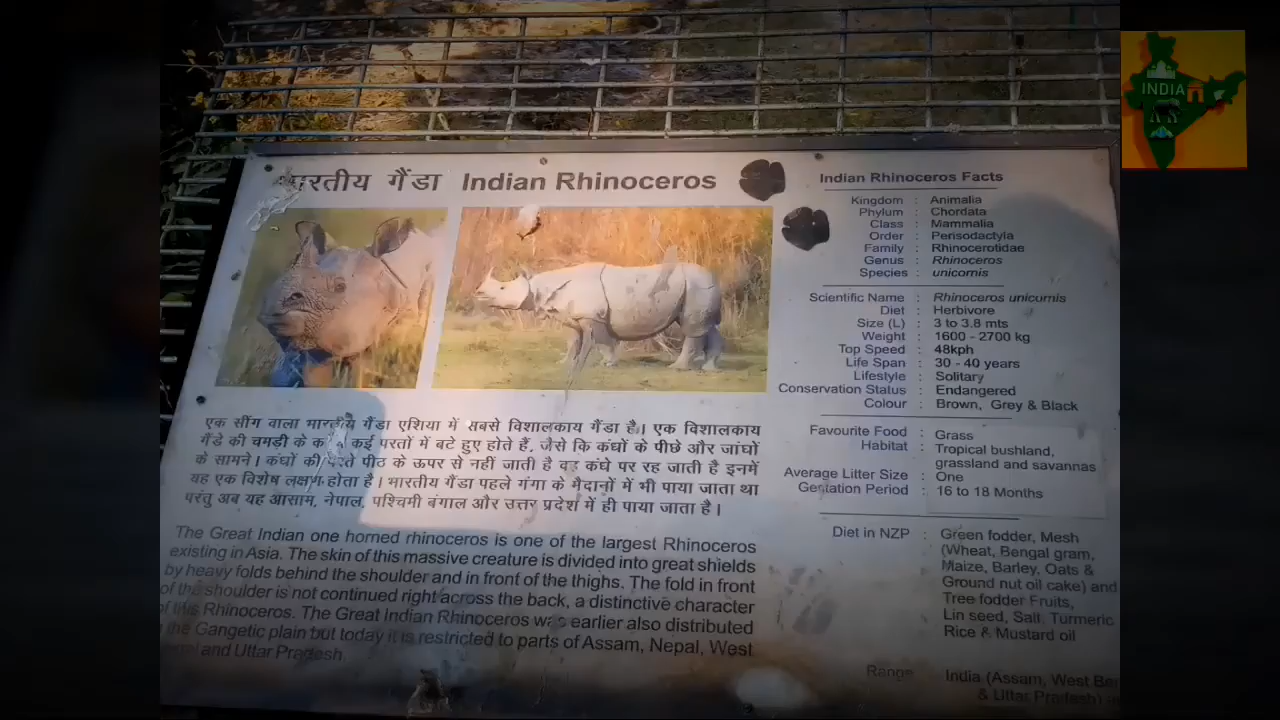 भारतीय गैंडा Indian Rhinoceros
एक सींग वाला भारतीय गैंडा एशिया में सबसे विशालकाय गैंडा है। एक विशालकाय
गैंडे की चमड़ी के कई परतों में बटे हुए होते हैं, जैसे कि कंधों के पीछे और जांघों
के सामने। कंधों की परतें पीठ के ऊपर से नहीं जाती है वह कंधे पर रह जाती है इनमें
यह एक विशेष लक्षण होता है। भारतीय गैंडा पहले गंगा के मैदानों में भी पाया जाता था
परंतु अब यह आसाम, नेपाल, पश्चिमी बंगाल और उत्तर प्रदेश में ही पाया जाता है।
The Great Indian one horned rhinoceros is one of the largest Rhinoceros
existing in Asia. The skin of this massive creature is divided into great shields
by heavy folds behind the shoulder and in front of the thighs. The fold in front
of the shoulder is not continued right across the back, a distinctive character
of this Rhinoceros. The Great Indian Rhinoceros was earlier also distributed
the Gangetic plain but today it is restricted to parts of Assam, Nepal, West
and Uttar Pradesh.
Indian Rhinoceros Facts
Kingdom : Animalia
Phylum : Chordata
Class : Mammalia
Order : Perisodactyla
Family : Rhinocerotidae
Genus : Rhinoceros
Species : unicornis
Scientific Name : Rhinoceros unicornis
Diet : Herbivore
Size (L) : 3 to 3.8 mts
Weight : 1600 - 2700 kg
Top Speed : 48kph
Life Span : 30 - 40 years
Lifestyle : Solitary
Conservation Status : Endangered
Colour : Brown, Grey & Black
Favourite Food : Grass
Habitat : Tropical bushland,
grassland and savannas
Average Litter Size : One
Gestation Period : 16 to 18 Months
Diet in NZP : Green fodder, Mesh
(Wheat, Bengal gram,
Maize, Barley, Oats &
Ground nut oil cake) and
Tree fodder Fruits,
Lin seed, Salt, Turmeric
Rice & Mustard oil
Range India (Assam, West
& Uttar Pradesh)
INDIA